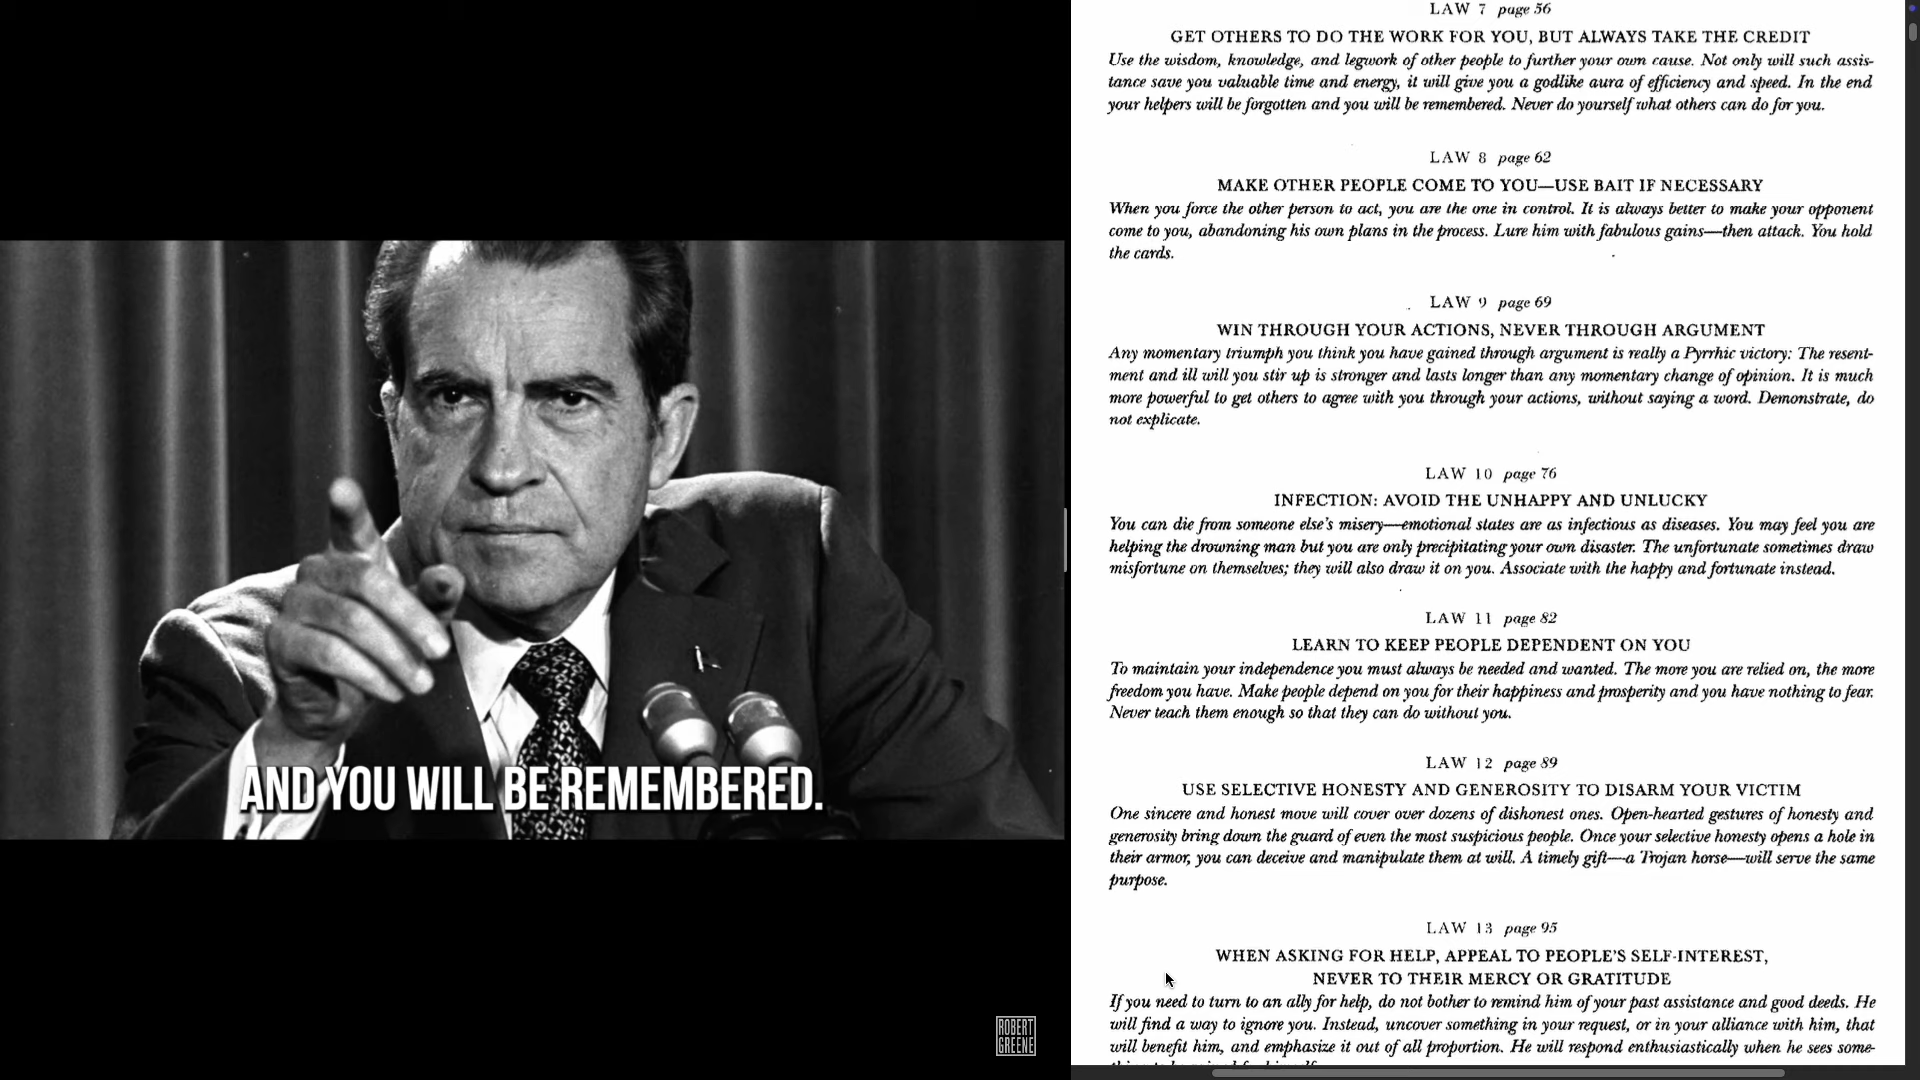 AND YOU WILL BE REMEMBERED.
ROBERT
GREENE
LAW 7 page 56
GET OTHERS TO DO THE WORK FOR YOU, BUT ALWAYS TAKE THE CREDIT
Use the wisdom, knowledge, and legwork of other people to further your own cause. Not only will such assis-
tance save you valuable time and energy, it will give you a godlike aura of efficiency and speed. In the end
your helpers will be forgotten and you will be remembered. Never do yourself what others can do for you.
LAW 8 page 62
MAKE OTHER PEOPLE COME TO YOU—USE BAIT IF NECESSARY
When you force the other person to act, you are the one in control. It is always better to make your opponent
come to you, abandoning his own plans in the process. Lure him with fabulous gains—then attack. You hold
the cards.
LAW 9 page 69
WIN THROUGH YOUR ACTIONS, NEVER THROUGH ARGUMENT
Any momentary triumph you think you have gained through argument is really a Pyrrhic victory: The resent-
ment and ill will you stir up is stronger and lasts longer than any momentary change of opinion. It is much
more powerful to get others to agree with you through your actions, without saying a word. Demonstrate, do
not explicate.
LAW 10 page 76
INFECTION: AVOID THE UNHAPPY AND UNLUCKY
You can die from someone else's misery—emotional states are as infectious as diseases. You may feel you are
helping the drowning man but you are only precipitating your own disaster. The unfortunate sometimes draw
misfortune on themselves; they will also draw it on you. Associate with the happy and fortunate instead.
LAW 11 page 82
LEARN TO KEEP PEOPLE DEPENDENT ON YOU
To maintain your independence you must always be needed and wanted. The more you are relied on, the more
freedom you have. Make people depend on you for their happiness and prosperity and you have nothing to fear.
Never teach them enough so that they can do without you.
LAW 12 page 89
USE SELECTIVE HONESTY AND GENEROSITY TO DISARM YOUR VICTIM
One sincere and honest move will cover over dozens of dishonest ones. Open-hearted gestures of honesty and
generosity bring down the guard of even the most suspicious people. Once your selective honesty opens a hole in
their armor, you can deceive and manipulate them at will. A timely gift—a Trojan horse—will serve the same
purpose.
LAW 13 page 95
WHEN ASKING FOR HELP, APPEAL TO PEOPLE'S SELF-INTEREST,
NEVER TO THEIR MERCY OR GRATITUDE
If you need to turn to an ally for help, do not bother to remind him of your past assistance and good deeds. He
will find a way to ignore you. Instead, uncover something in your request, or in your alliance with him, that
will benefit him, and emphasize it out of all proportion. He will respond enthusiastically when he sees some-